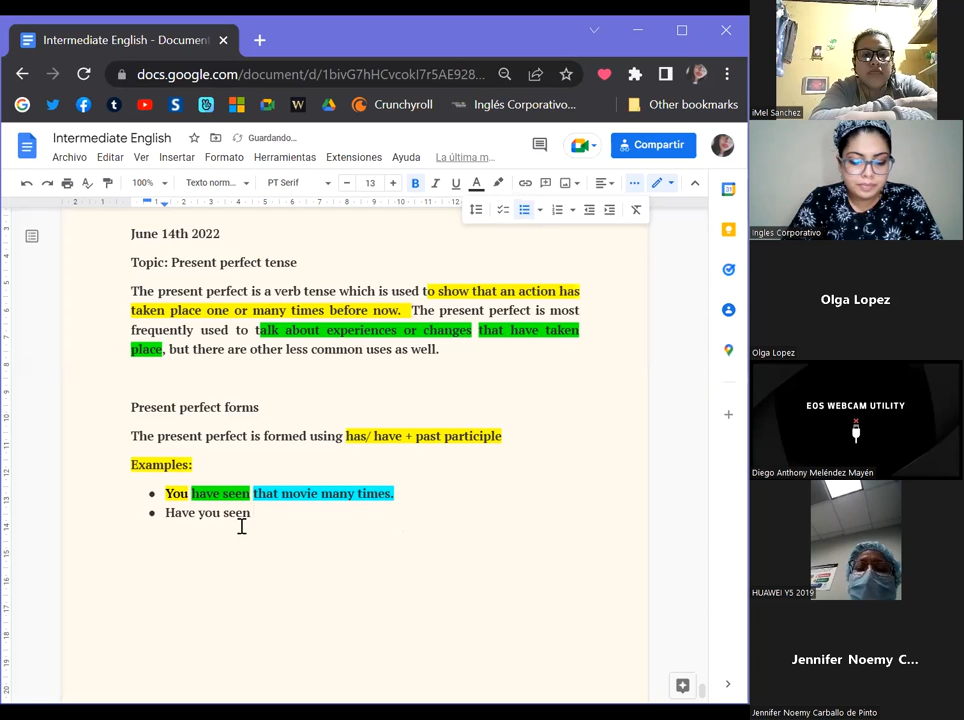 Intermediate English - Document
docs.google.com/document/d/1bivG7hHCvcokI7r5AE928...
Crunchyroll
Inglés Corporativo...
Other bookmarks
Intermediate English
Guardando...
Archivo Editar Ver Insertar Formato Herramientas Extensiones Ayuda La última m...
Compartir
100% Texto norm... PT Serif 13
June 14th 2022
Topic: Present perfect tense
The present perfect is a verb tense which is used to show that an action has
taken place one or many times before now. The present perfect is most
frequently used to talk about experiences or changes that have taken
place, but there are other less common uses as well.
Present perfect forms
The present perfect is formed using has/ have + past participle
Examples:
You have seen that movie many times.
Have you seen
iMel Sanchez
Ingles Corporativo
Olga Lopez
Olga Lopez
EOS WEBCAM UTILITY
Diego Anthony Meléndez Mayén
HUAWEI Y5 2019
Jennifer Noemy C...
Jennifer Noemy Carballo de Pinto